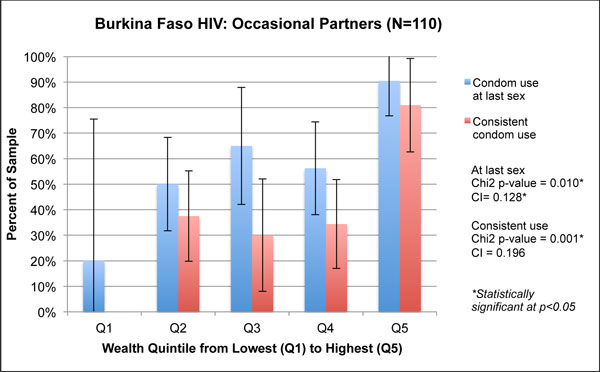 Burkina Faso HIV: Occasional Partners (N=110)
Percent of Sample
100%
90%
80%
70%
60%
50%
40%
30%
20%
10%
0%
Q1
Q2
Q3
Q4
Q5
Wealth Quintile from Lowest (Q1) to Highest (Q5)
Condom use
at last sex
Consistent
condom use
At last sex
Chi2 p-value = 0.010*
CI= 0.128*
Consistent use
Chi2 p-value = 0.001*
CI = 0.196
*Statistically
significant at p<0.05